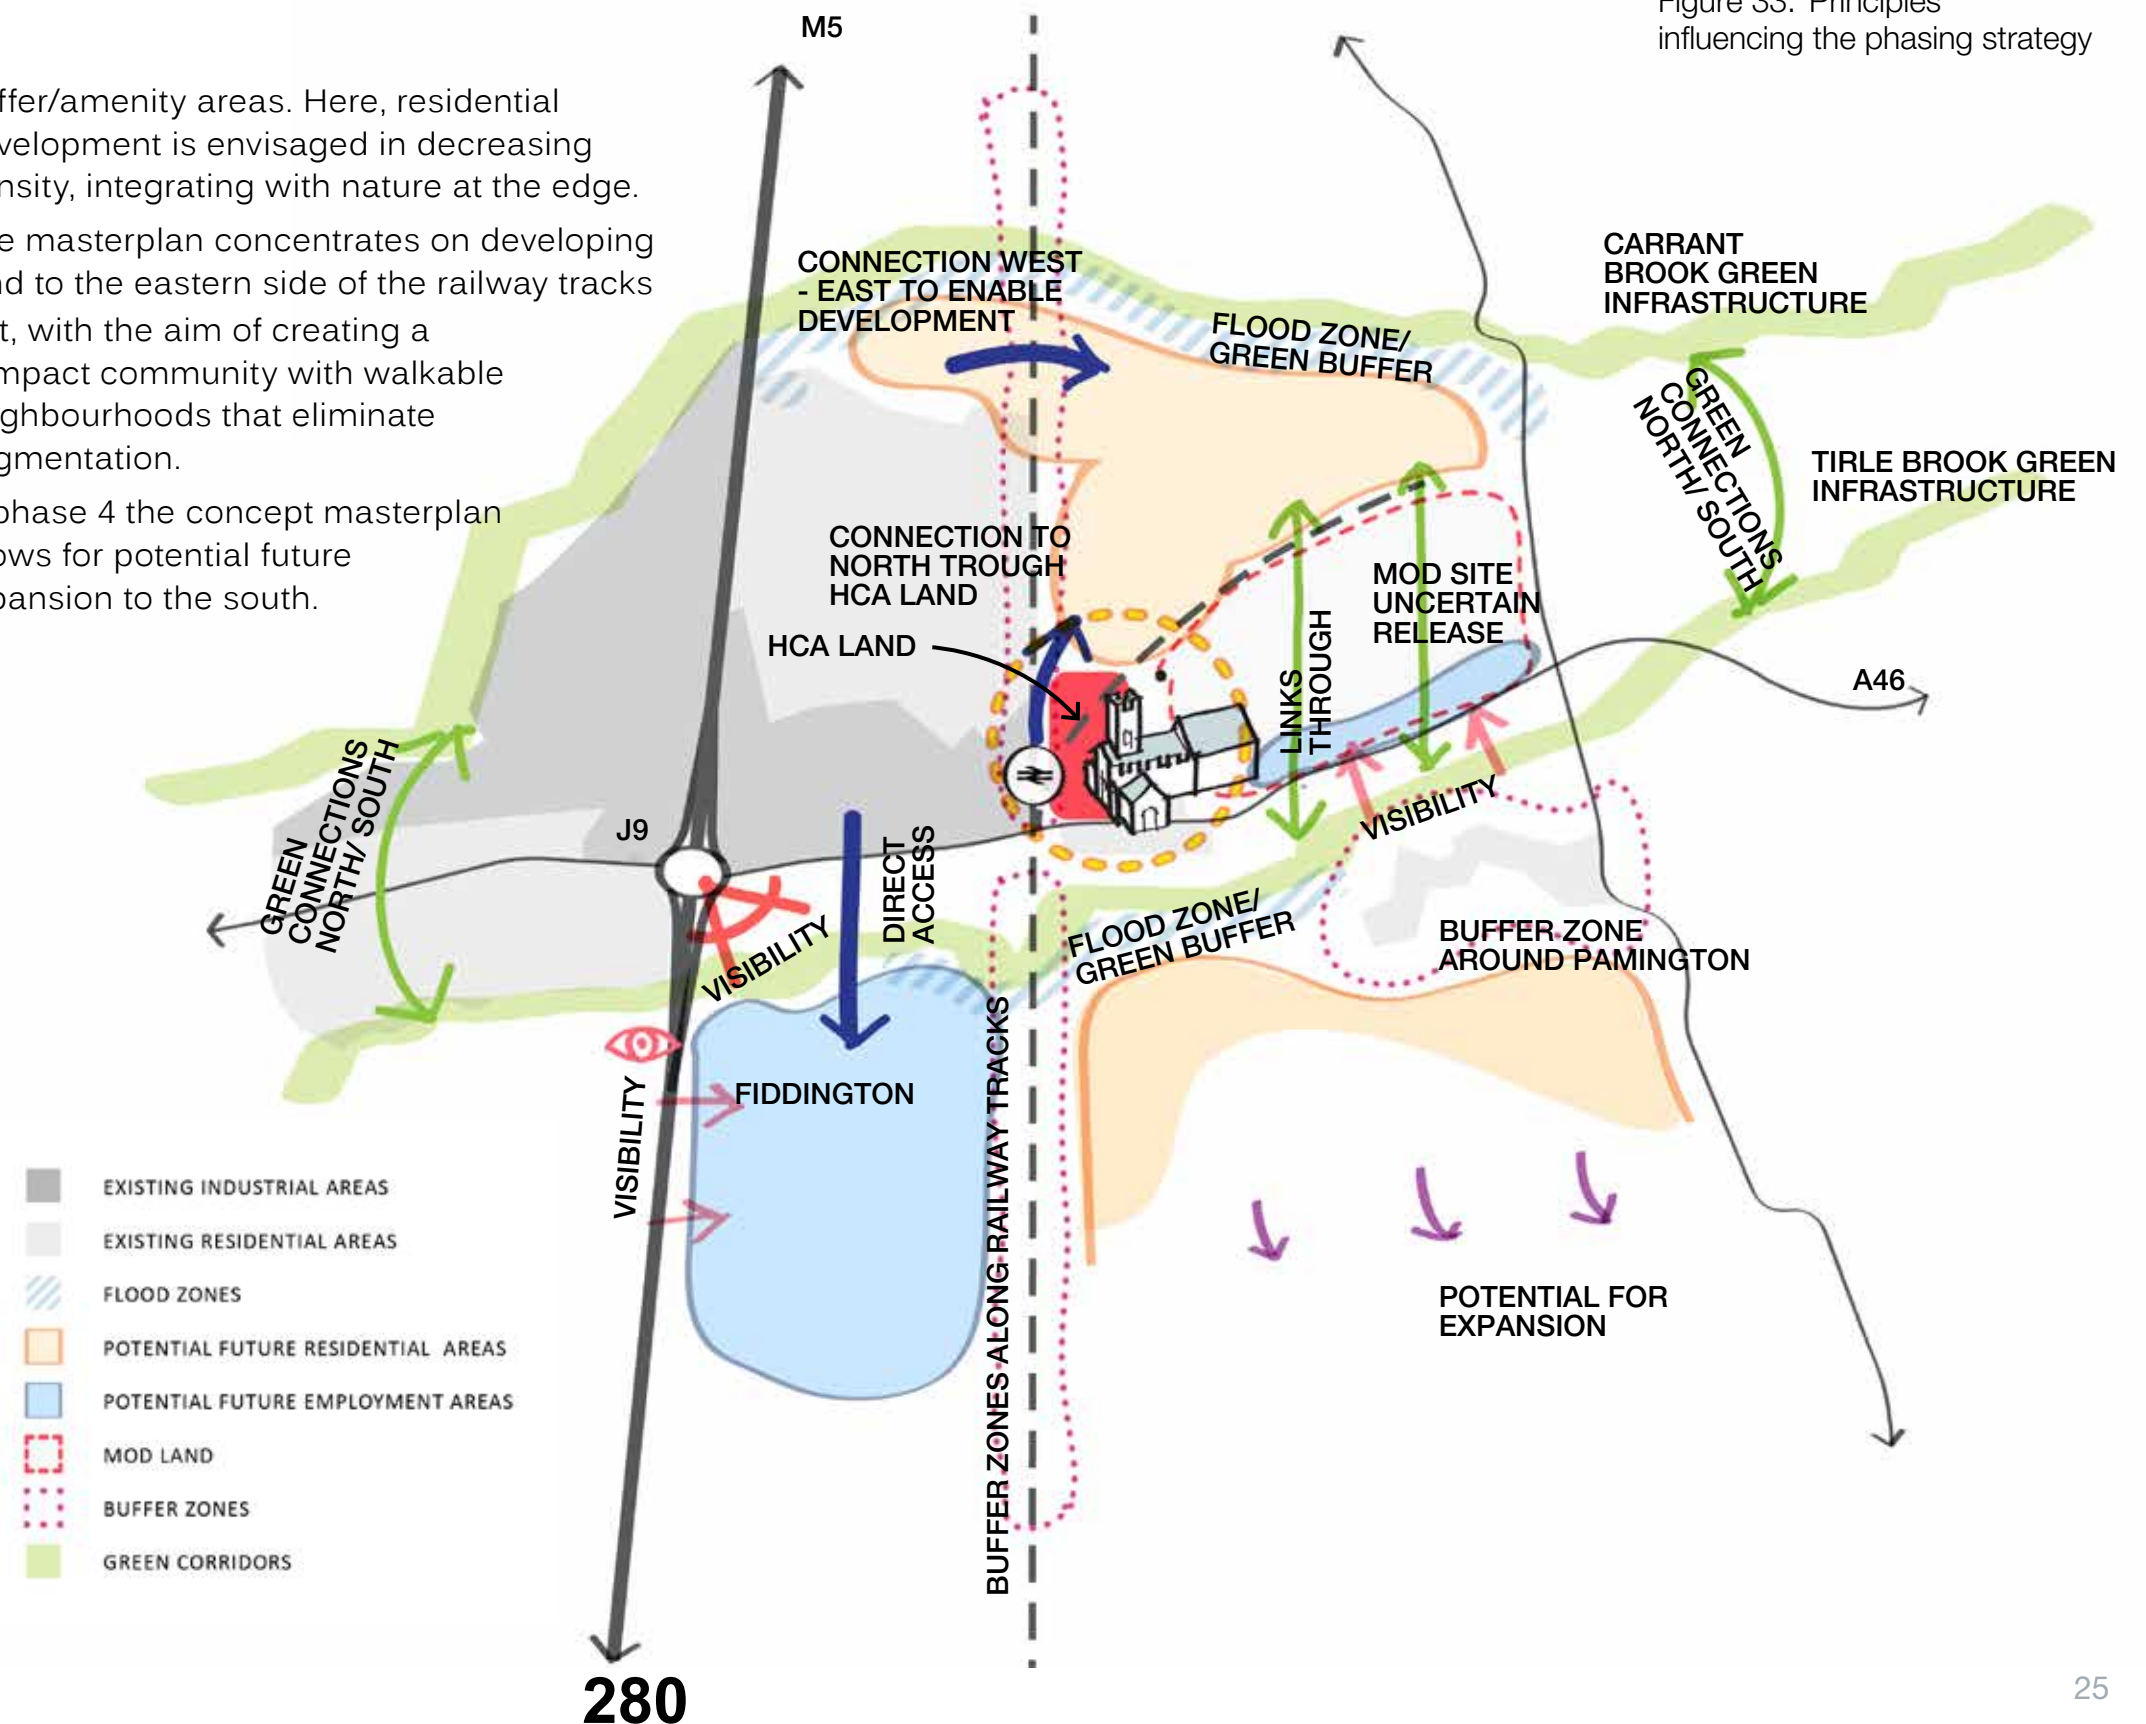 Figure 33: Principles
influencing the phasing strategy
ffer/amenity areas. Here, residential
velopment is envisaged in decreasing
nsity, integrating with nature at the edge.
e masterplan concentrates on developing
nd to the eastern side of the railway tracks
t, with the aim of creating a
mpact community with walkable
ighbourhoods that eliminate
gmentation.
phase 4 the concept masterplan
ows for potential future
pansion to the south.
M5
CONNECTION WEST
- EAST TO ENABLE
DEVELOPMENT
FLOOD ZONE/
GREEN BUFFER
CARRANT
BROOK GREEN
INFRASTRUCTURE
GREEN
CONNECTIONS
NORTH/ SOUTH
TIRLE BROOK GREEN
INFRASTRUCTURE
CONNECTION TO
NORTH TROUGH
HCA LAND
HCA LAND
MOD SITE
UNCERTAIN
RELEASE
LINKS
THROUGH
A46
GREEN
CONNECTIONS
NORTH/ SOUTH
J9
DIRECT
ACCESS
VISIBILITY
VISIBILITY
FLOOD ZONE/
GREEN BUFFER
BUFFER ZONE
AROUND PAMINGTON
VISIBILITY
FIDDINGTON
BUFFER ZONES ALONG RAILWAY TRACKS
POTENTIAL FOR
EXPANSION
EXISTING INDUSTRIAL AREAS
EXISTING RESIDENTIAL AREAS
FLOOD ZONES
POTENTIAL FUTURE RESIDENTIAL AREAS
POTENTIAL FUTURE EMPLOYMENT AREAS
MOD LAND
BUFFER ZONES
GREEN CORRIDORS
280
25